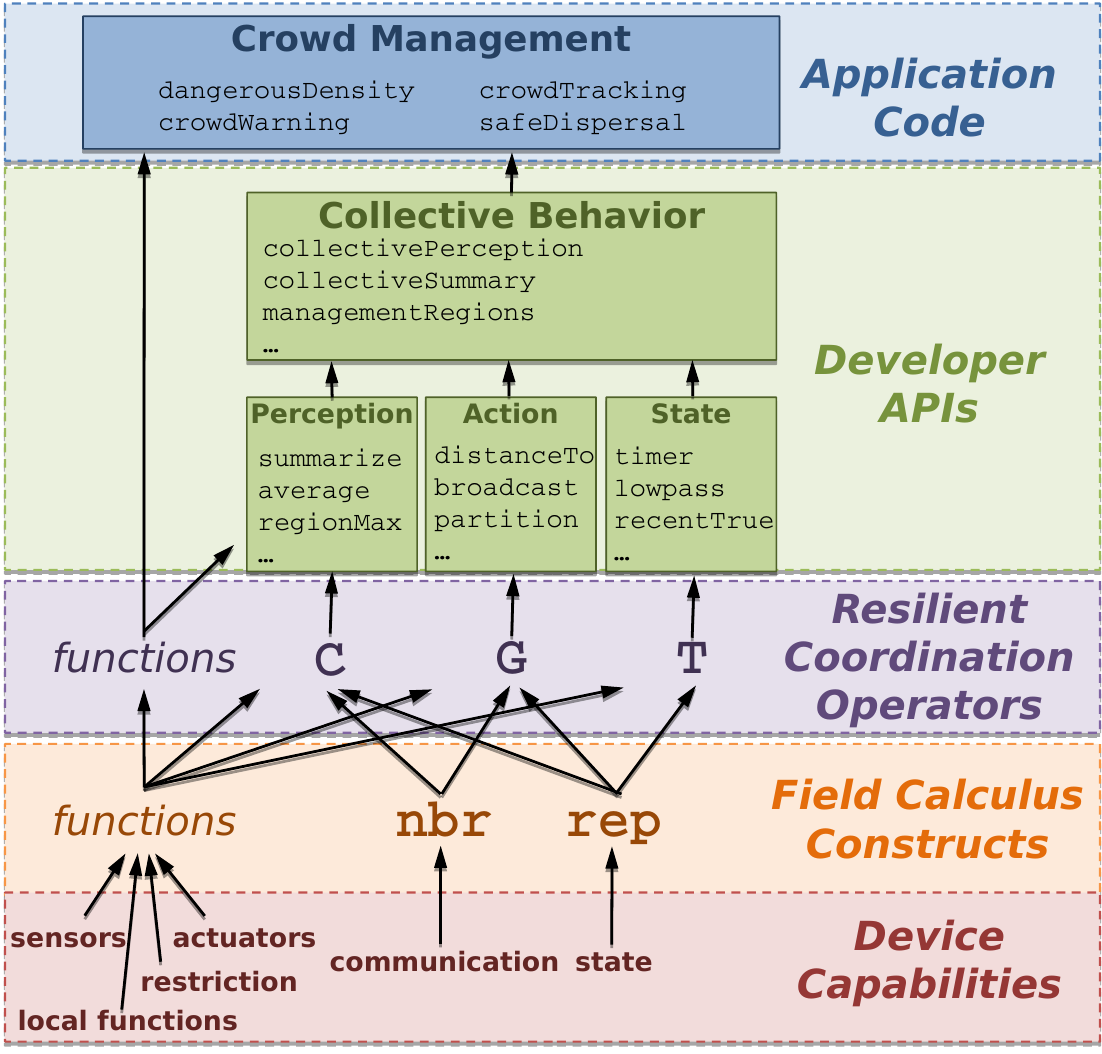 Crowd Management
dangerousDensity crowdTracking
crowdWarning safeDispersal
Application
Code
Collective Behavior
collectivePerception
collectiveSummary
managementRegions
…
Developer
APIs
Perception
summarize
average
regionMax
…
Action
distanceTo
broadcast
partition
…
State
timer
lowpass
recentTrue
…
functions C G T
Resilient
Coordination
Operators
functions nbr rep
Field Calculus
Constructs
sensors actuators
restriction
local functions
communication state
Device
Capabilities